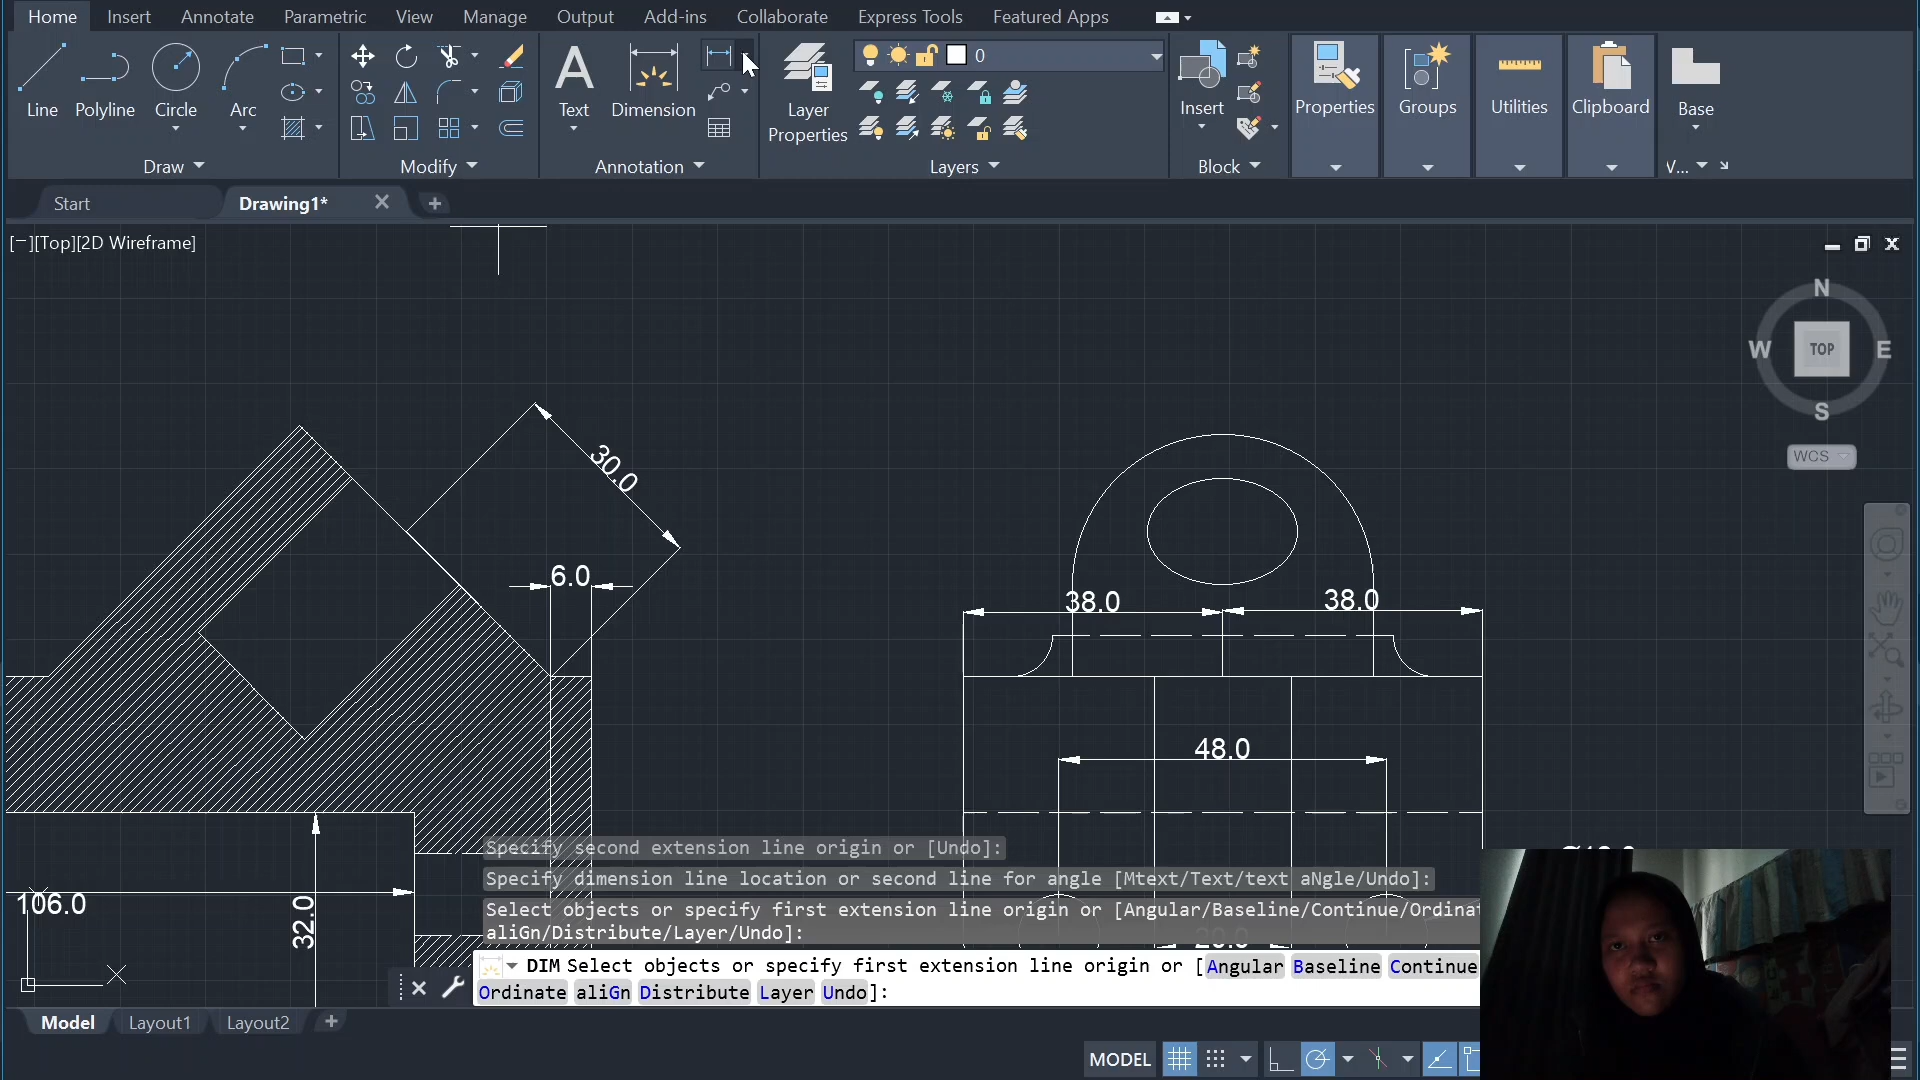 Home Insert Annotate Parametric View Manage Output Add-ins Collaborate Express Tools Featured Apps
0
Line Polyline Circle Arc
Text Dimension
Layer Properties
Insert
Properties Groups Utilities Clipboard Base
Draw Modify Annotation Layers Block V...
Start Drawing1*
[−][Top][2D Wireframe]
N
W TOP E
S
WCS
30.0
6.0
38.0 38.0
48.0
106.0
32.0
Specify second extension line origin or [Undo]:
Specify dimension line location or second line for angle [Mtext/Text/text aNgle/Undo]:
Select objects or specify first extension line origin or [Angular/Baseline/Continue/Ordinat
aliGn/Distribute/Layer/Undo]:
DIM Select objects or specify first extension line origin or [Angular Baseline Continue
Ordinate aliGn Distribute Layer Undo]:
Model Layout1 Layout2
MODEL